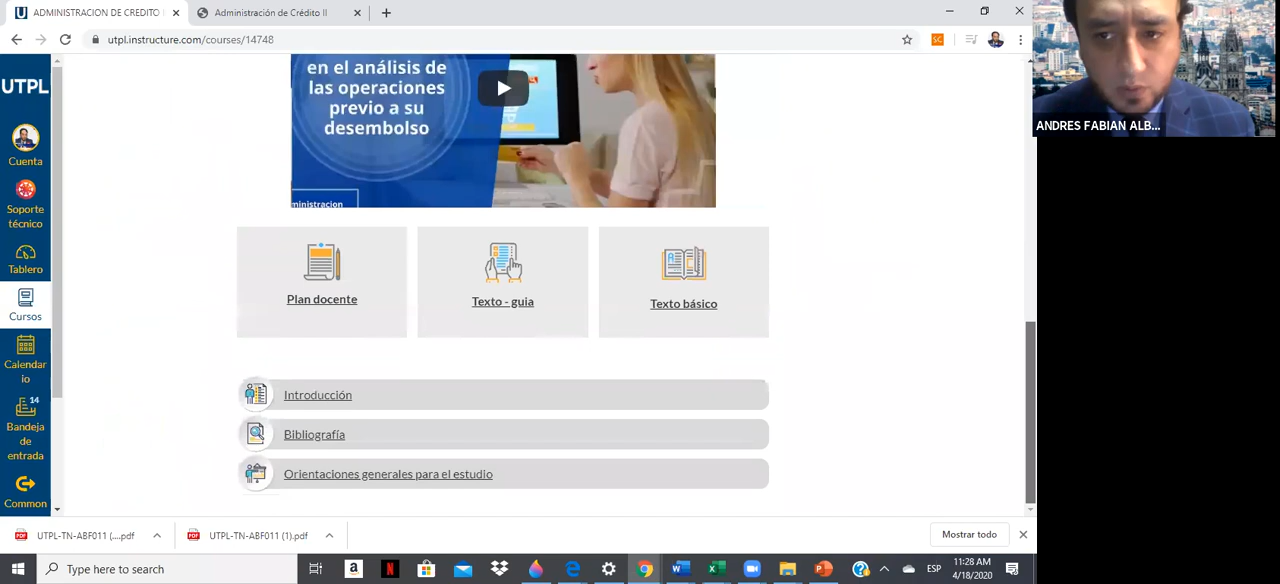 ADMINISTRACION DE CREDITO
Administración de Crédito II
utpl.instructure.com/courses/14748
UTPL
Cuenta
Soporte
técnico
Tablero
Cursos
Calendar
io
14
Bandeja
de
entrada
Common
en el análisis de
las operaciones
previo a su
desembolso
ministracion
Plan docente
Texto - guia
Texto básico
Introducción
Bibliografía
Orientaciones generales para el estudio
ANDRES FABIAN ALB...
UTPL-TN-ABF011 (....pdf
UTPL-TN-ABF011 (1).pdf
Mostrar todo
Type here to search
ESP
11:28 AM
4/18/2020